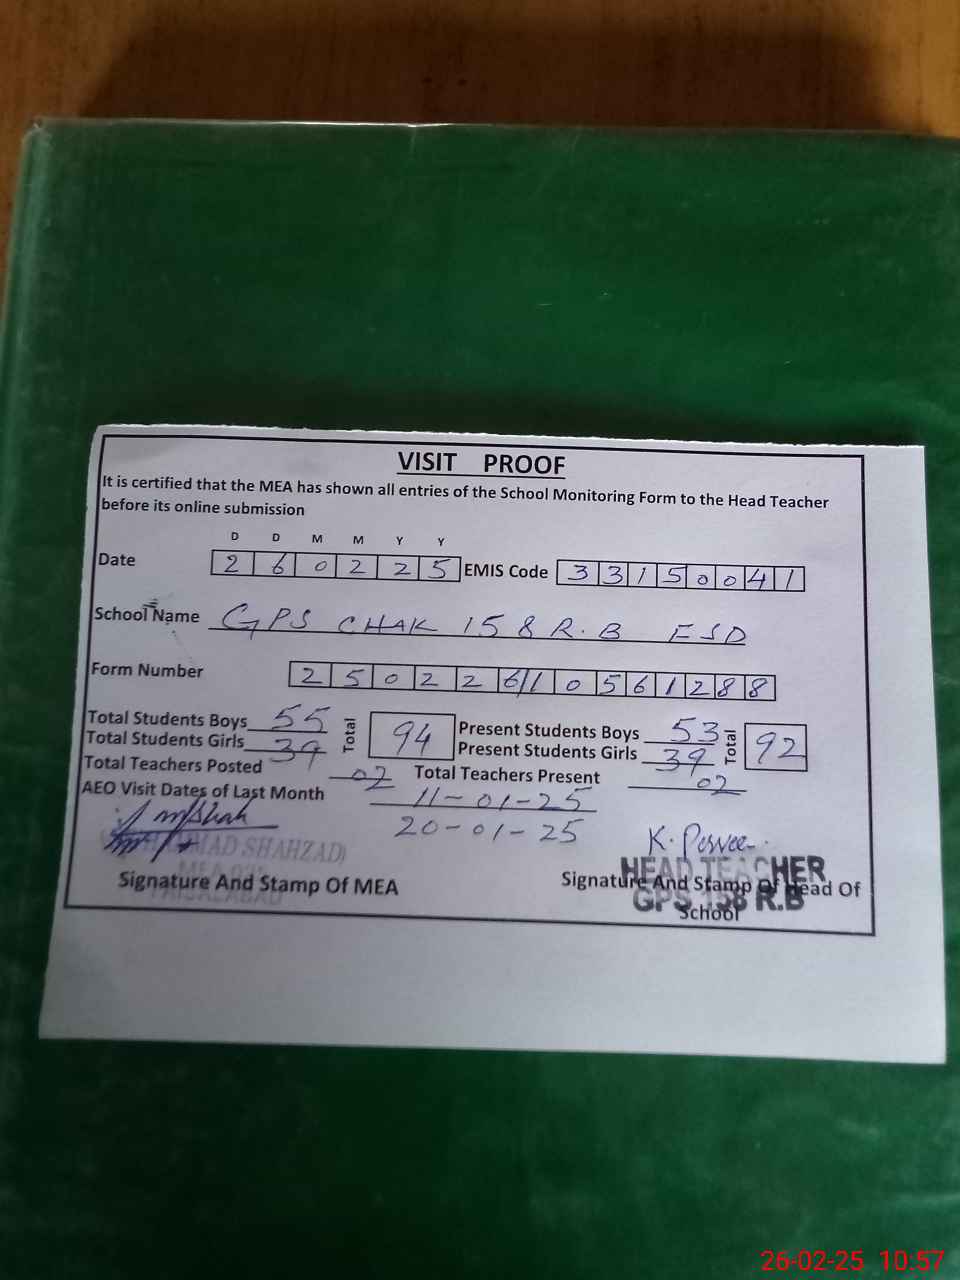 VISIT PROOF
It is certified that the MEA has shown all entries of the School Monitoring Form to the Head Teacher
before its online submission
D D M M Y Y
Date 2 6 0 2 2 5 EMIS Code 3 3 1 5 0 0 4 1
School Name GPS CHAK 158 R.B FSD
Form Number 2 5 0 2 2 6 1 0 5 6 1 2 8 8
Total Students Boys 55 Total 94 Present Students Boys 53 Total 92
Total Students Girls 39 Present Students Girls 39
Total Teachers Posted 02 Total Teachers Present 02
AEO Visit Dates of Last Month 11-01-25
20-01-25
K. Perveen
SHAHZAD
HEAD TEACHER
Signature And Stamp Of MEA Signature And Stamp Of Head Of
School
GPS 158 R.B
FAISALABAD
26-02-25 10:57